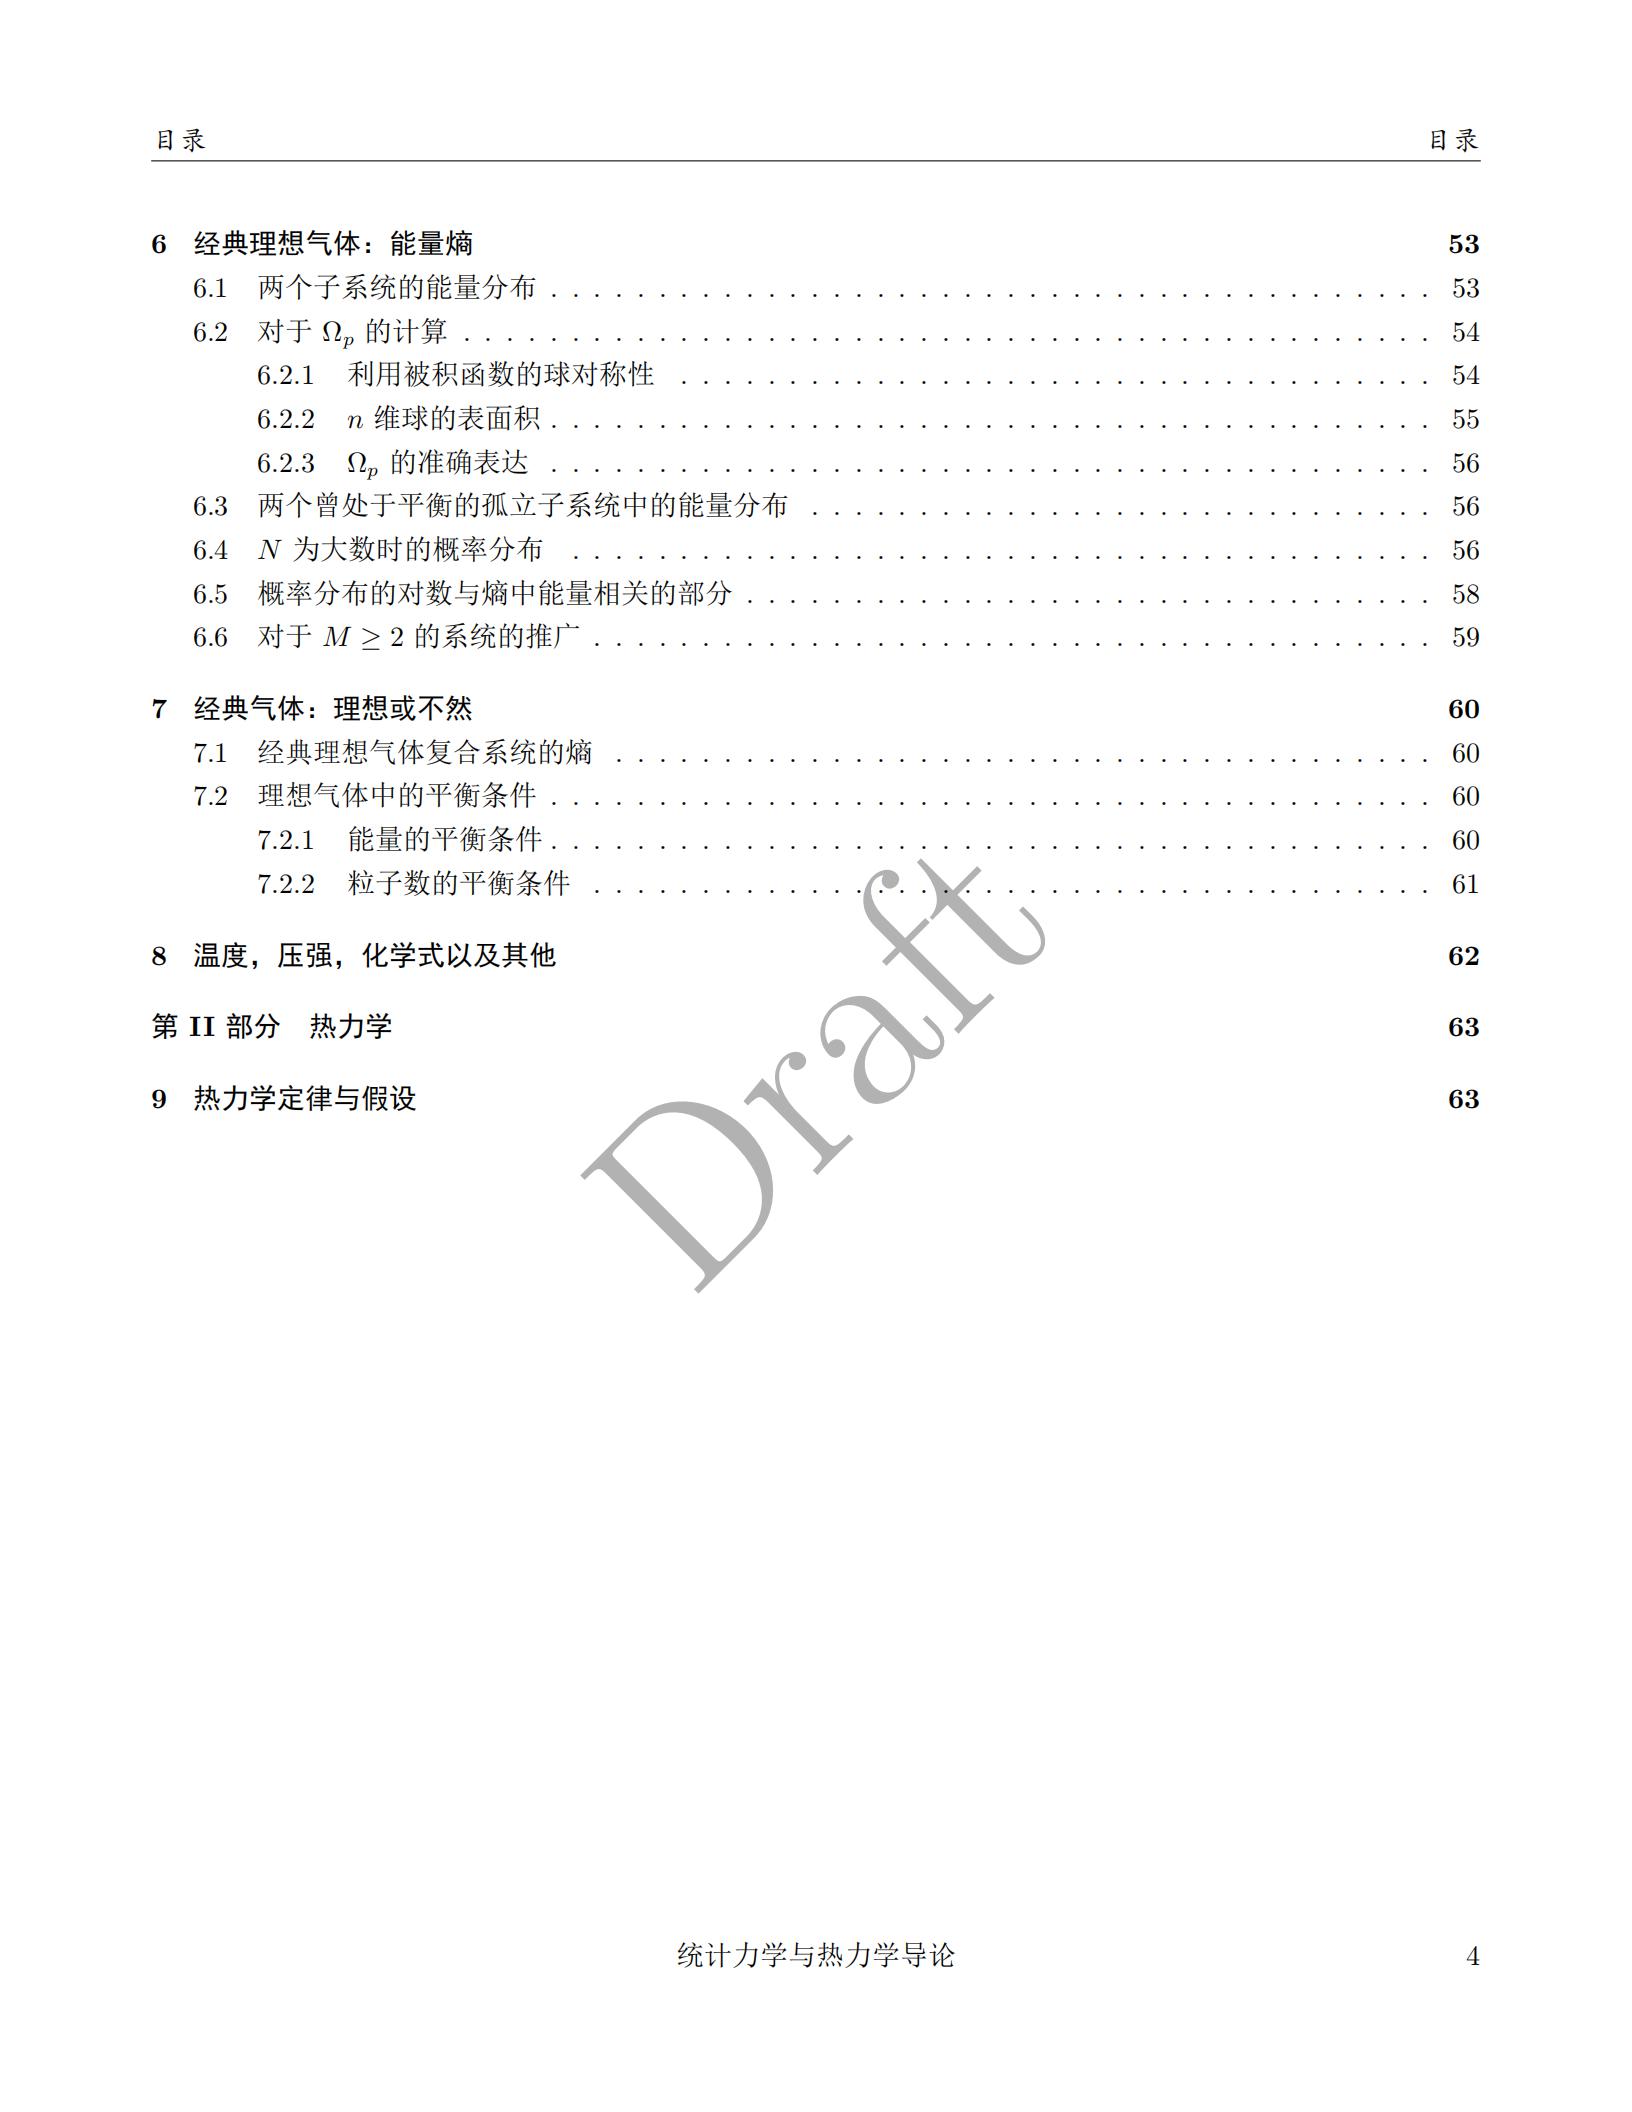 目录 目录
6 经典理想气体：能量熵 53
6.1 两个子系统的能量分布 . . . . . . . . . . . . . . . . . . . . . . . . . . . . . . . . . . . . . . . . . 53
6.2 对于 Ωp 的计算 . . . . . . . . . . . . . . . . . . . . . . . . . . . . . . . . . . . . . . . . . . . . . 54
6.2.1 利用被积函数的球对称性 . . . . . . . . . . . . . . . . . . . . . . . . . . . . . . . . . . . 54
6.2.2 n 维球的表面积 . . . . . . . . . . . . . . . . . . . . . . . . . . . . . . . . . . . . . . . . . 55
6.2.3 Ωp 的准确表达 . . . . . . . . . . . . . . . . . . . . . . . . . . . . . . . . . . . . . . . . . 56
6.3 两个曾处于平衡的孤立子系统中的能量分布 . . . . . . . . . . . . . . . . . . . . . . . . . . . . . 56
6.4 N 为大数时的概率分布 . . . . . . . . . . . . . . . . . . . . . . . . . . . . . . . . . . . . . . . . 56
6.5 概率分布的对数与熵中能量相关的部分 . . . . . . . . . . . . . . . . . . . . . . . . . . . . . . . . 58
6.6 对于 M ≥ 2 的系统的推广 . . . . . . . . . . . . . . . . . . . . . . . . . . . . . . . . . . . . . . . 59
7 经典气体：理想或不然 60
7.1 经典理想气体复合系统的熵 . . . . . . . . . . . . . . . . . . . . . . . . . . . . . . . . . . . . . . 60
7.2 理想气体中的平衡条件 . . . . . . . . . . . . . . . . . . . . . . . . . . . . . . . . . . . . . . . . . 60
7.2.1 能量的平衡条件 . . . . . . . . . . . . . . . . . . . . . . . . . . . . . . . . . . . . . . . . . 60
7.2.2 粒子数的平衡条件 . . . . . . . . . . . . . . . . . . . . . . . . . . . . . . . . . . . . . . . 61
8 温度，压强，化学式以及其他 62
第 II 部分 热力学 63
9 热力学定律与假设 63
Draft
统计力学与热力学导论 4